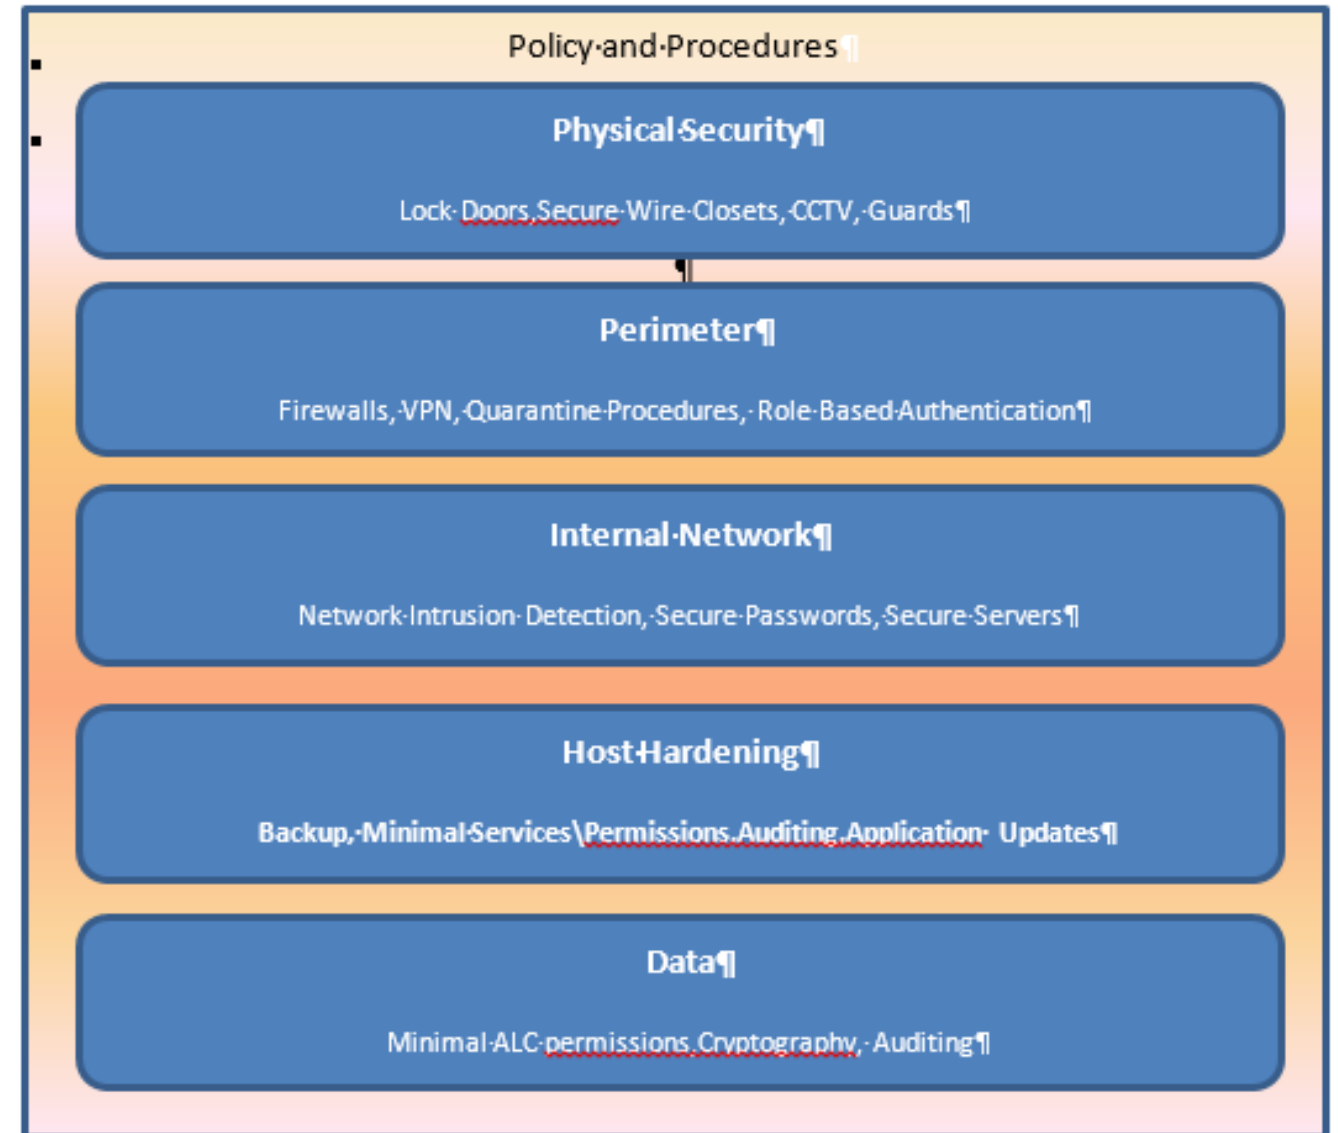 Policy·and·Procedures¶
Physical·Security¶
Lock·Doors,Secure·Wire·Closets,·CCTV,·Guards¶
¶
Perimeter¶
Firewalls,·VPN,·Quarantine·Procedures,·Role·Based·Authentication¶
Internal·Network¶
Network·Intrusion·Detection,·Secure·Passwords,·Secure·Servers¶
Host·Hardening¶
Backup,·Minimal·Services\Permissions.Auditing.Application·Updates¶
Data¶
Minimal·ALC·permissions.Cryptography,·Auditing¶